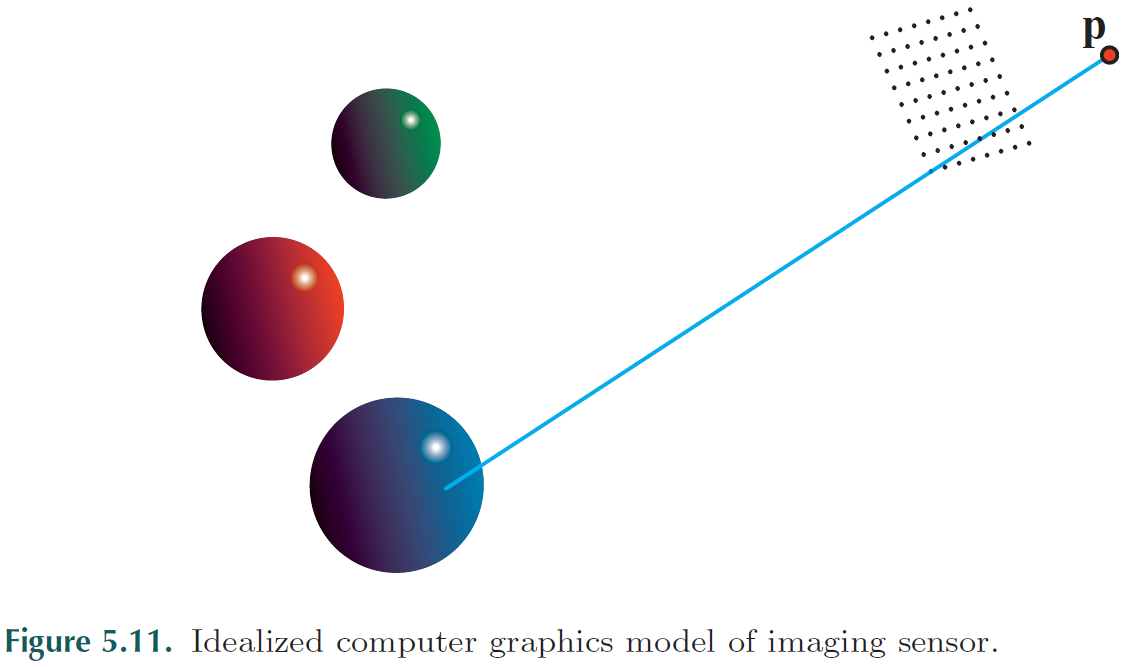 p
Figure 5.11. Idealized computer graphics model of imaging sensor.